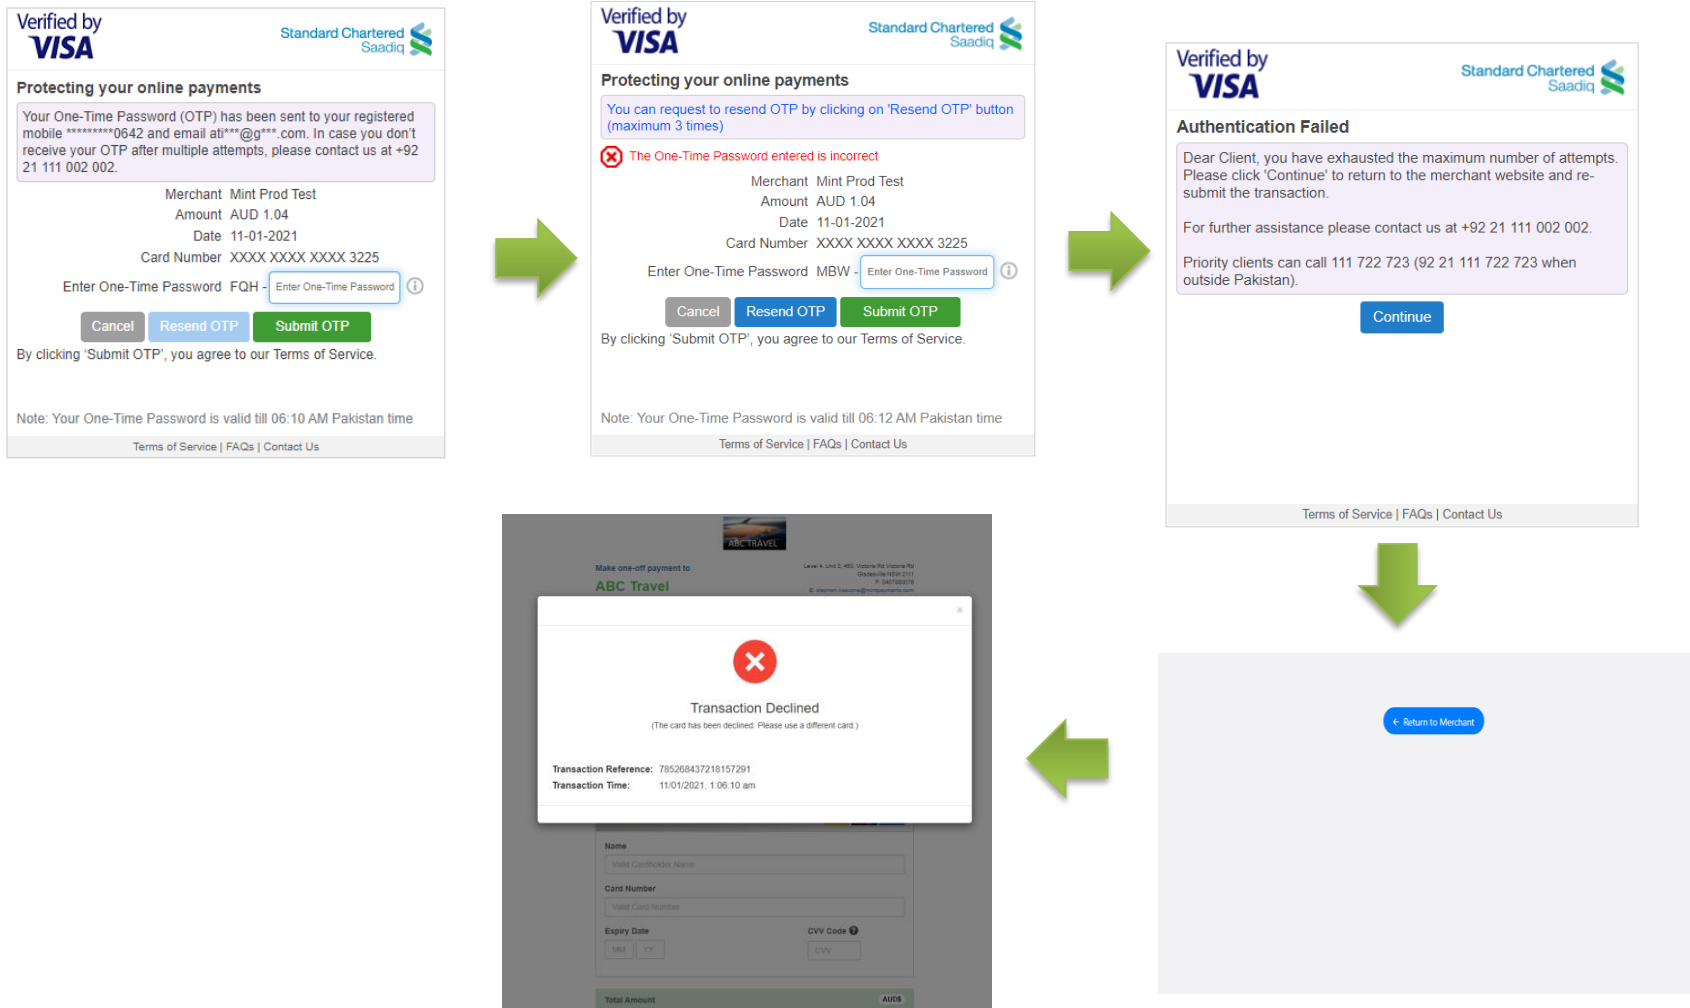 Verified by
VISA
Standard Chartered
Saadiq
Protecting your online payments
Your One-Time Password (OTP) has been sent to your registered
mobile *********0642 and email ati***@g***.com. In case you don't
receive your OTP after multiple attempts, please contact us at +92
21 111 002 002.
Merchant Mint Prod Test
Amount AUD 1.04
Date 11-01-2021
Card Number XXXX XXXX XXXX 3225
Enter One-Time Password FQH - Enter One-Time Password
Cancel Resend OTP Submit OTP
By clicking 'Submit OTP', you agree to our Terms of Service.
Note: Your One-Time Password is valid till 06:10 AM Pakistan time
Terms of Service | FAQs | Contact Us
Verified by
VISA
Standard Chartered
Saadiq
Protecting your online payments
You can request to resend OTP by clicking on 'Resend OTP' button
(maximum 3 times)
The One-Time Password entered is incorrect
Merchant Mint Prod Test
Amount AUD 1.04
Date 11-01-2021
Card Number XXXX XXXX XXXX 3225
Enter One-Time Password MBW - Enter One-Time Password
Cancel Resend OTP Submit OTP
By clicking 'Submit OTP', you agree to our Terms of Service.
Note: Your One-Time Password is valid till 06:12 AM Pakistan time
Terms of Service | FAQs | Contact Us
Verified by
VISA
Standard Chartered
Saadiq
Authentication Failed
Dear Client, you have exhausted the maximum number of attempts.
Please click 'Continue' to return to the merchant website and re-
submit the transaction.
For further assistance please contact us at +92 21 111 002 002.
Priority clients can call 111 722 723 (92 21 111 722 723 when
outside Pakistan).
Continue
Terms of Service | FAQs | Contact Us
← Return to Merchant
ABC TRAVEL
Make one-off payment to
ABC Travel
Level 4, Unit 2, 450, Victoria Rd Victoria Rd
Gladesville NSW 2111
Transaction Declined
(The card has been declined. Please use a different card.)
Transaction Reference: 785268437218157291
Transaction Time: 11/01/2021, 1:06:10 am
Name
Valid Cardholder Name
Card Number
Valid Card Number
Expiry Date CVV Code
MM YY CVV
Total Amount AUD$